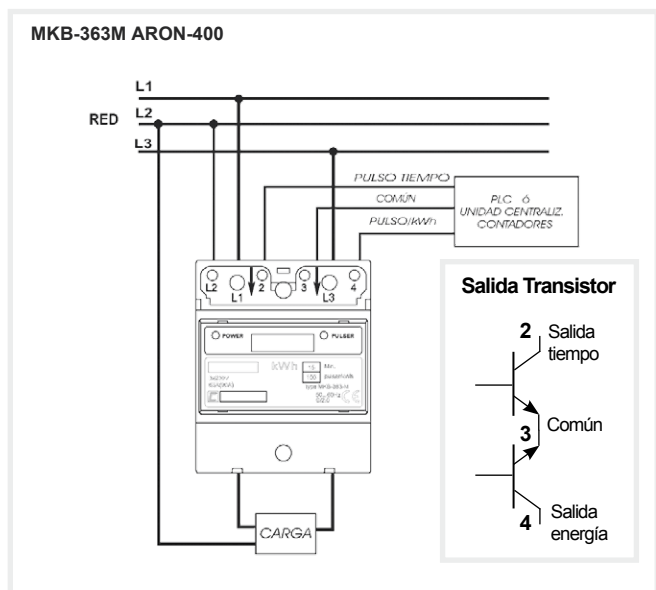 MKB-363M ARON-400
L1
RED
L2
L3
PULSO TIEMPO
COMÚN
PULSO/kWh
PLC ó
UNIDAD CENTRALIZ.
CONTADORES
L2
L1
2
3
L3
4
POWER
PULSER
kWh
CARGA
Salida Transistor
2
Salida
tiempo
3
Común
4
Salida
energía